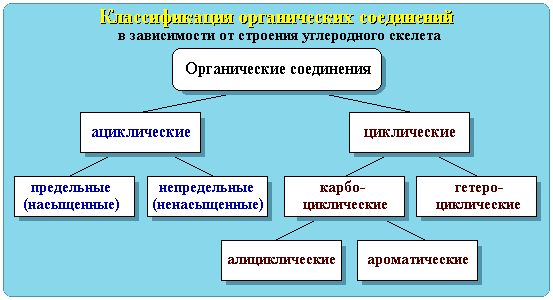 Классификация органических соединений
в зависимости от строения углеродного скелета
Органические соединения
ациклические
циклические
предельные
(насыщенные)
непредельные
(ненасыщенные)
карбо-
циклические
гетеро-
циклические
алициклические
ароматические